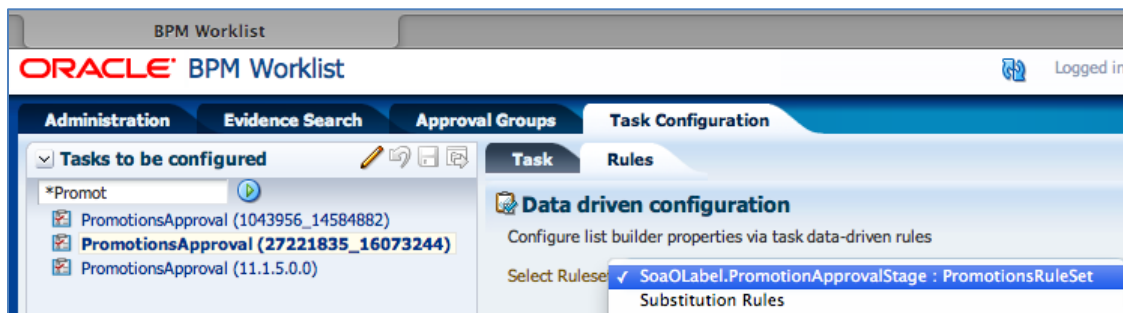 BPM Worklist
ORACLE BPM Worklist
Logged in
Administration Evidence Search Approval Groups Task Configuration
Tasks to be configured
Task Rules
*Promot
PromotionsApproval (1043956_14584882)
PromotionsApproval (27221835_16073244)
PromotionsApproval (11.1.5.0.0)
Data driven configuration
Configure list builder properties via task data-driven rules
Select Ruleset ✓ SoaOLabel.PromotionApprovalStage : PromotionsRuleSet
Substitution Rules